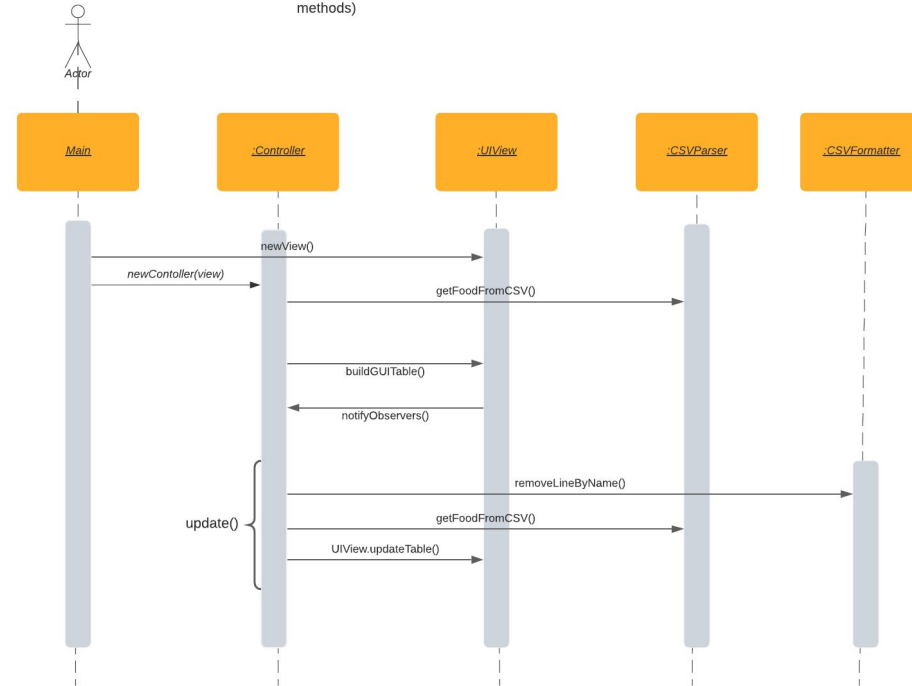 methods)
Actor
Main
:Controller
:UIView
:CSVParser
:CSVFormatter
newView()
newContoller(view)
getFoodFromCSV()
buildGUITable()
notifyObservers()
removeLineByName()
update()
getFoodFromCSV()
UIView.updateTable()